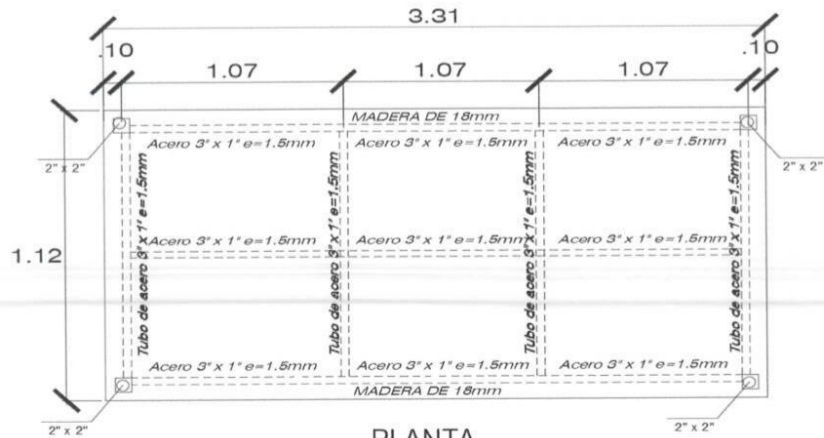 3.31
.10
1.07
1.07
1.07
.10
MADERA DE 18mm
Acero 3" x 1" e=1.5mm
Acero 3" x 1" e=1.5mm
Acero 3" x 1" e=1.5mm
2" x 2"
2" x 2"
Tubo de acero 3" x 1" e=1.5mm
Tubo de acero 3" x 1" e=1.5mm
Tubo de acero 3" x 1" e=1.5mm
Tubo de acero 3" x 1" e=1.5mm
1.12
Acero 3" x 1" e=1.5mm
Acero 3" x 1" e=1.5mm
Acero 3" x 1" e=1.5mm
Acero 3" x 1" e=1.5mm
Acero 3" x 1" e=1.5mm
Acero 3" x 1" e=1.5mm
MADERA DE 18mm
2" x 2"
2" x 2"
PLANTA